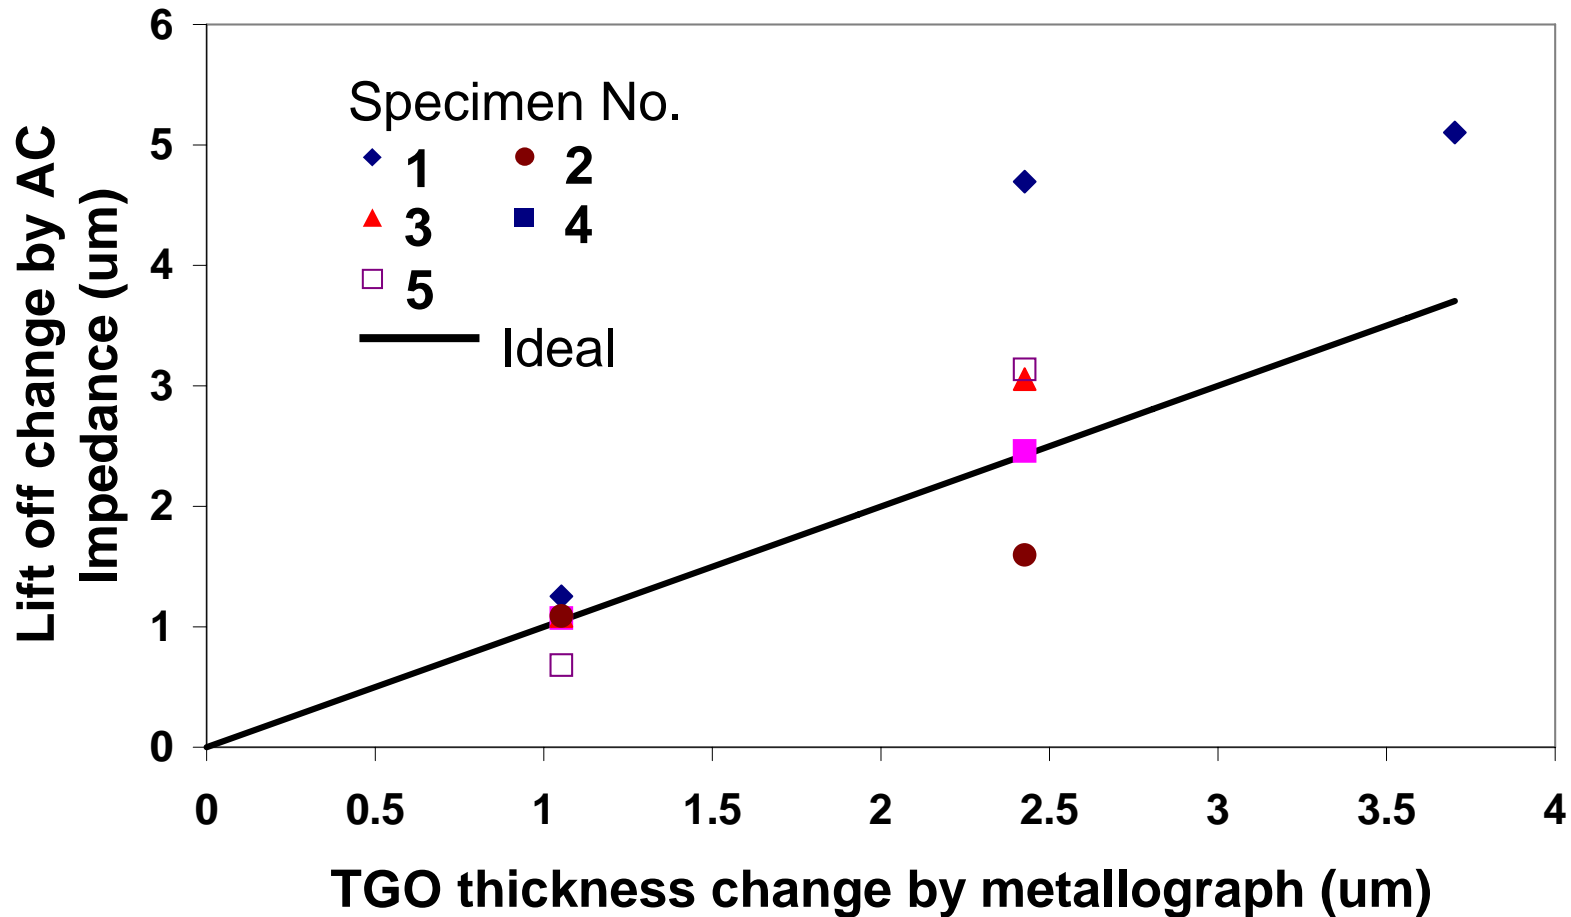 6
5
4
3
2
1
0
Lift off change by AC
Impedance (um)
Specimen No.
1 2
3 4
5
Ideal
0 0.5 1 1.5 2 2.5 3 3.5 4
TGO thickness change by metallograph (um)